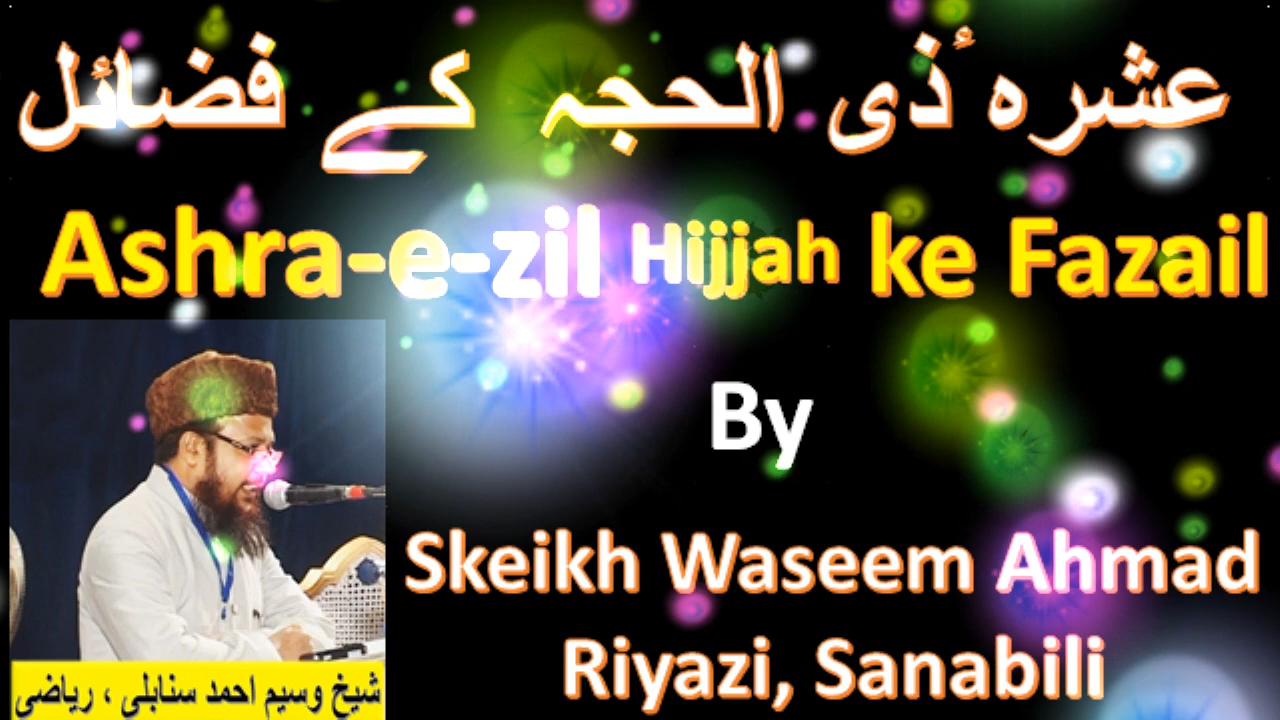 عشرہ ٔذی الحجہ کے فضائل
Ashra-e-zil Hijjah ke Fazail
By
Skeikh Waseem Ahmad
Riyazi, Sanabili
شیخ وسیم احمد سنابلی ، ریاضی